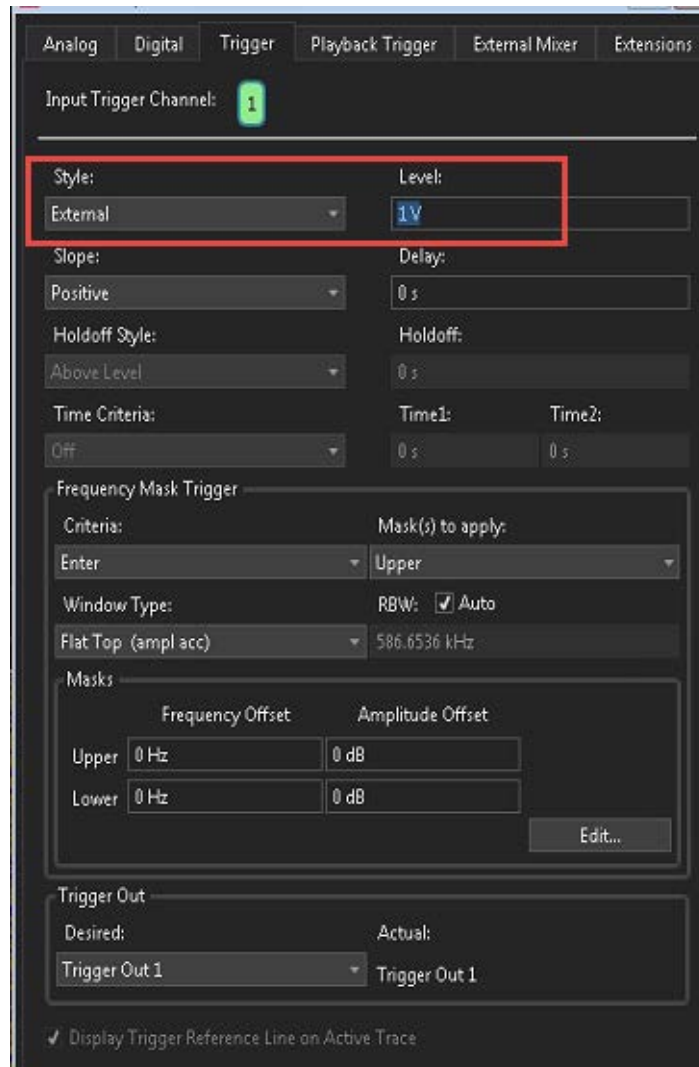 Analog Digital Trigger Playback Trigger External Mixer Extensions
Input Trigger Channel: 1
Style: Level:
External 1 V
Slope: Delay:
Positive 0 s
Holdoff Style: Holdoff:
Above Level 0 s
Time Criteria: Time1: Time2:
Off 0 s 0 s
Frequency Mask Trigger
Criteria: Mask(s) to apply:
Enter Upper
Window Type: RBW: Auto
Flat Top (ampl acc) 586.6536 kHz
Masks
Frequency Offset Amplitude Offset
Upper 0 Hz 0 dB
Lower 0 Hz 0 dB
Edit...
Trigger Out
Desired: Actual:
Trigger Out 1 Trigger Out 1
Display Trigger Reference Line on Active Trace